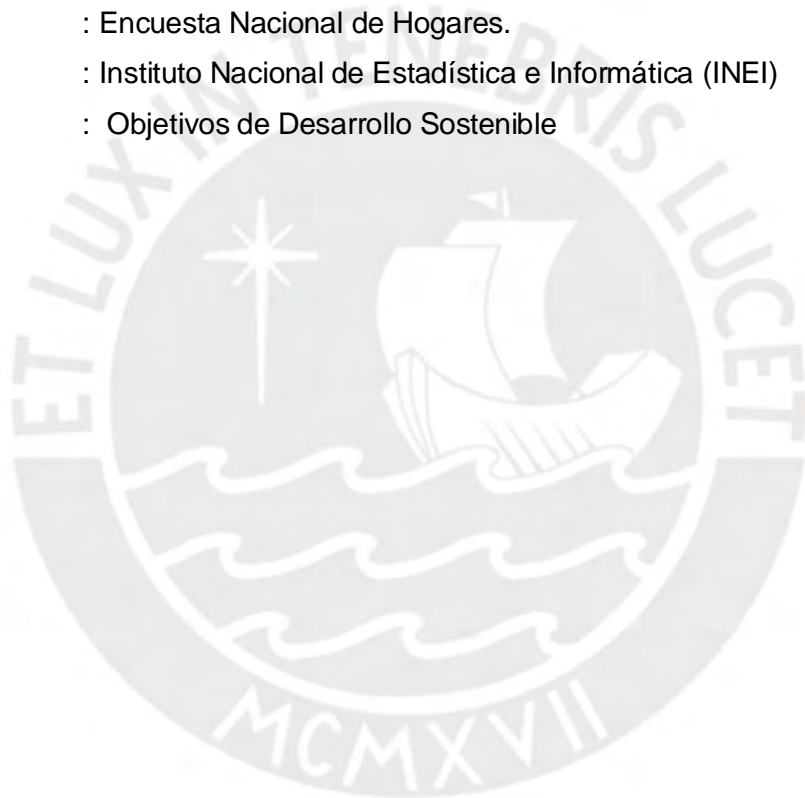 : Encuesta Nacional de Hogares.
: Instituto Nacional de Estadística e Informática (INEI)
: Objetivos de Desarrollo Sostenible
ET LUX IN TENEBRIS LUCET
MCMXVII